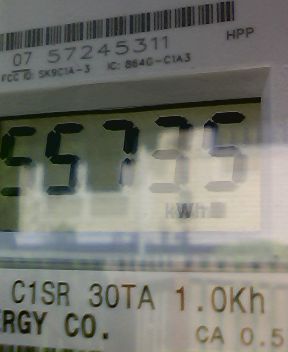 07 57245311
HPP
FCC ID: SK9C1A-3 IC: 864G-C1A3
55735
kWh
C1SR 30TA 1.0Kh
RGY CO. CA 0.5